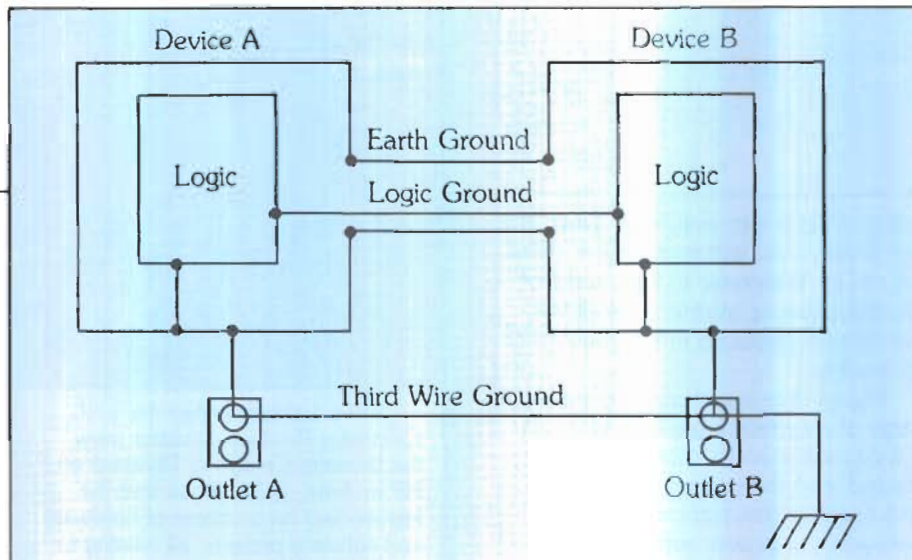 Device A
Device B
Earth Ground
Logic
Logic Ground
Logic
Third Wire Ground
Outlet A
Outlet B